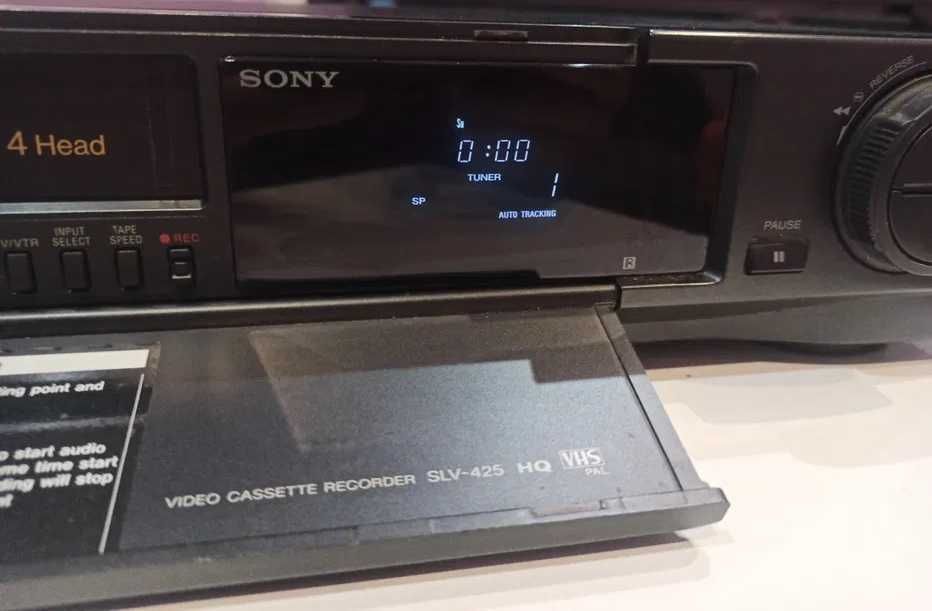 SONY
REVERSE
Su
4 Head
0:00
TUNER
1
SP
AUTO TRACKING
V/VTR
INPUT
SELECT
TAPE
SPEED
REC
PAUSE
R
ting point and
start audio
time start
ding will stop
VIDEO CASSETTE RECORDER SLV-425 HQ VHS
PAL